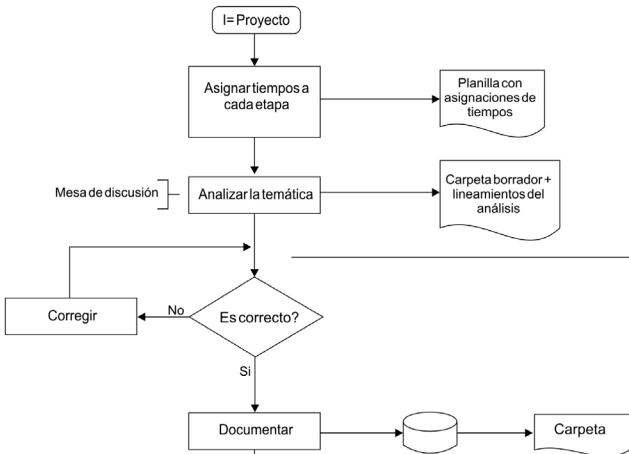 I= Proyecto
Asignar tiempos a
cada etapa
Planilla con
asignaciones de
tiempos
Mesa de discusión
Analizar la temática
Carpeta borrador +
lineamientos del
análisis
Corregir
No
Es correcto?
Si
Documentar
Carpeta